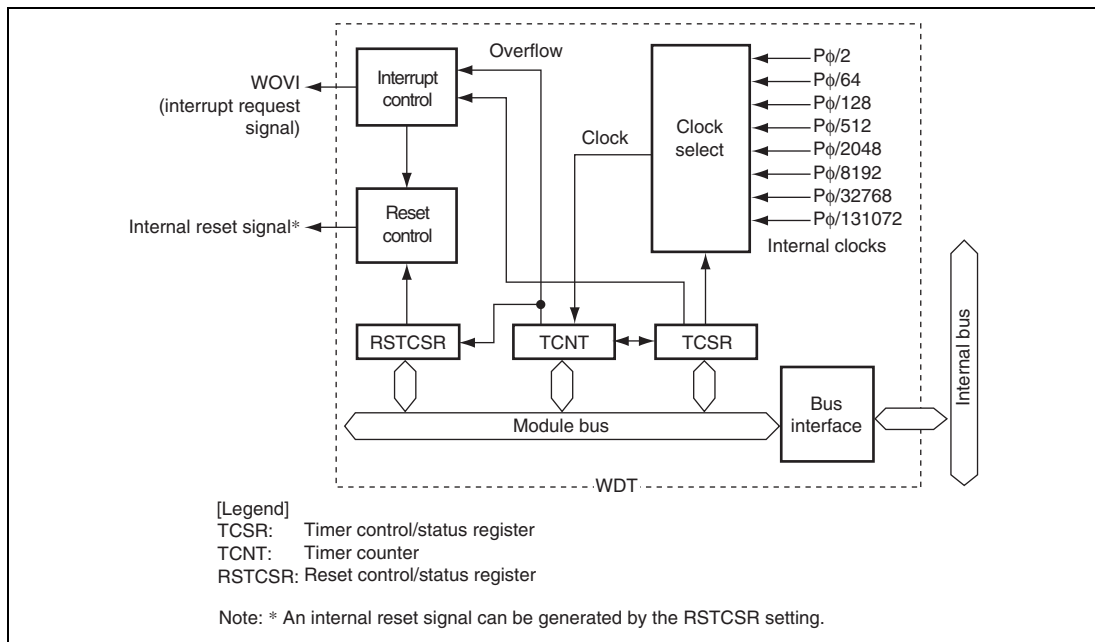 Overflow
WOVI
(interrupt request
signal)
Interrupt
control
Clock
Clock
select
Pϕ/2
Pϕ/64
Pϕ/128
Pϕ/512
Pϕ/2048
Pϕ/8192
Pϕ/32768
Pϕ/131072
Internal clocks
Internal reset signal*
Reset
control
RSTCSR
TCNT
TCSR
Module bus
Bus
interface
Internal bus
WDT
[Legend]
TCSR: Timer control/status register
TCNT: Timer counter
RSTCSR: Reset control/status register
Note: * An internal reset signal can be generated by the RSTCSR setting.